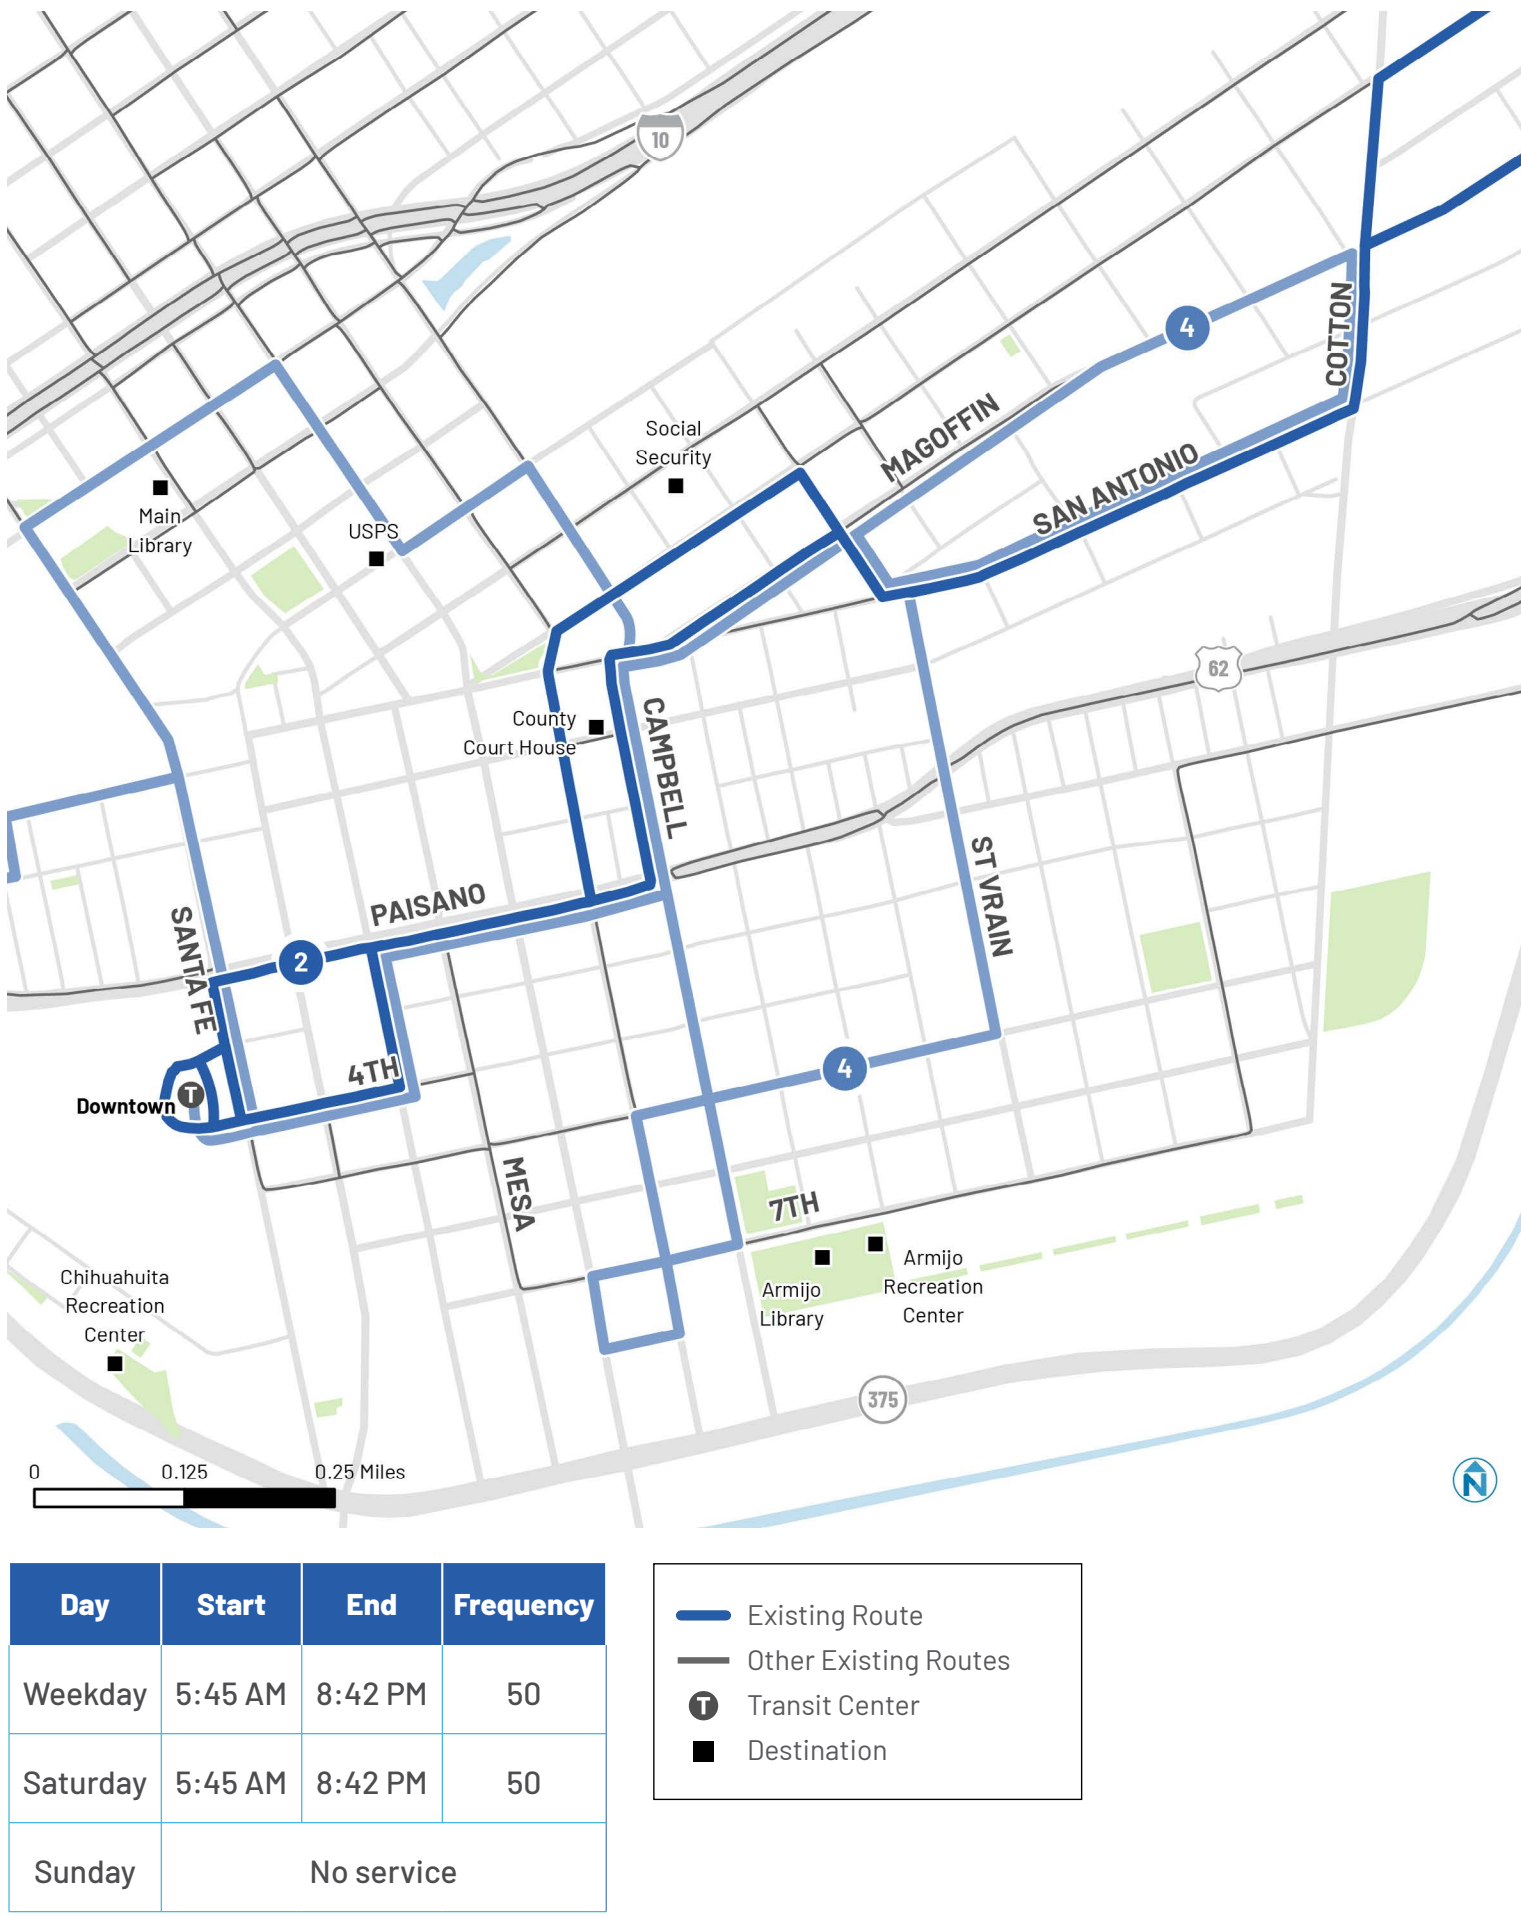 10
4
COTTON
MAGOFFIN
Social
Security
SAN ANTONIO
Main
Library
USPS
62
County
Court House
CAMPBELL
ST VRAIN
PAISANO
SANTA FE
2
4TH
4
T
Downtown
MESA
7TH
Chihuahuita
Recreation
Center
Armijo
Library
Armijo
Recreation
Center
375
0 0.125 0.25 Miles
N
Day Start End Frequency
Weekday 5:45 AM 8:42 PM 50
Saturday 5:45 AM 8:42 PM 50
Sunday No service
Existing Route
Other Existing Routes
T Transit Center
Destination